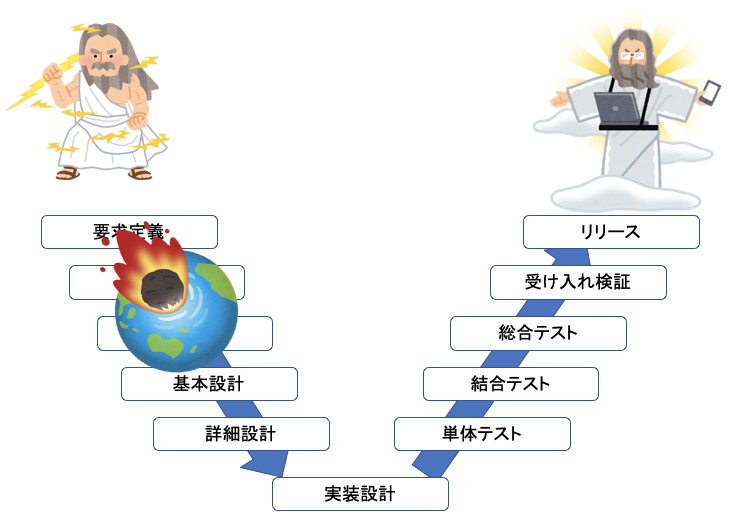 要求定義
リリース
受け入れ検証
総合テスト
基本設計
結合テスト
詳細設計
単体テスト
実装設計